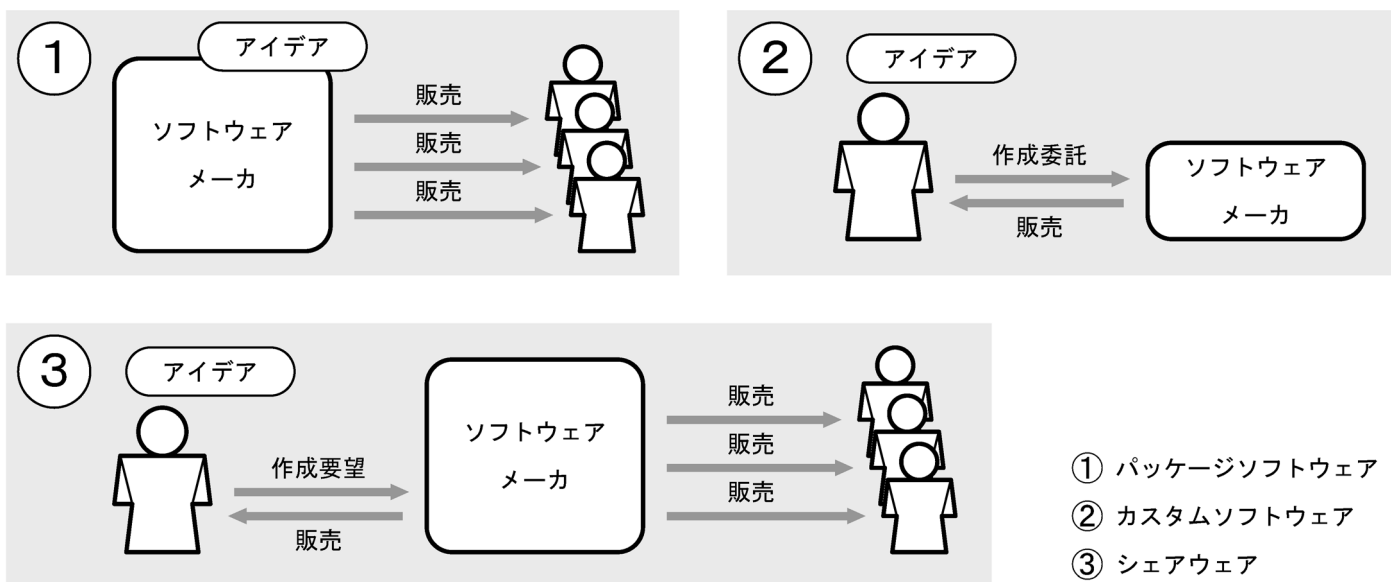 ①
アイデア
ソフトウェア
メーカ
販売
販売
販売
②
アイデア
作成委託
販売
ソフトウェア
メーカ
③
アイデア
作成要望
販売
ソフトウェア
メーカ
販売
販売
販売
① パッケージソフトウェア
② カスタムソフトウェア
③ シェアウェア